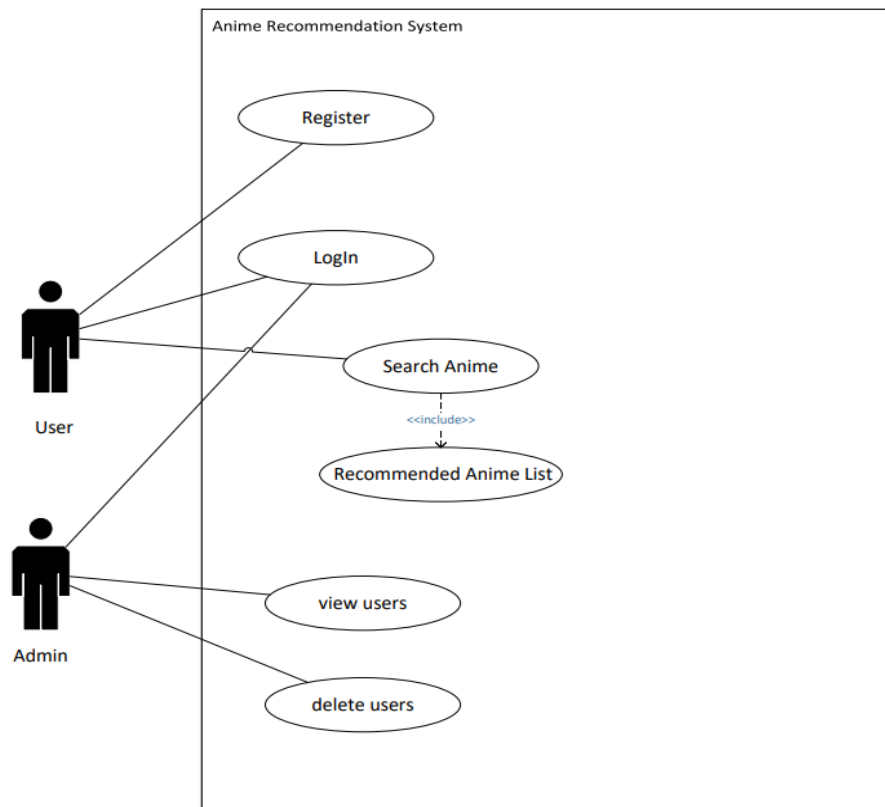 Anime Recommendation System
Register
LogIn
Search Anime
<<include>>
User
Recommended Anime List
view users
Admin
delete users